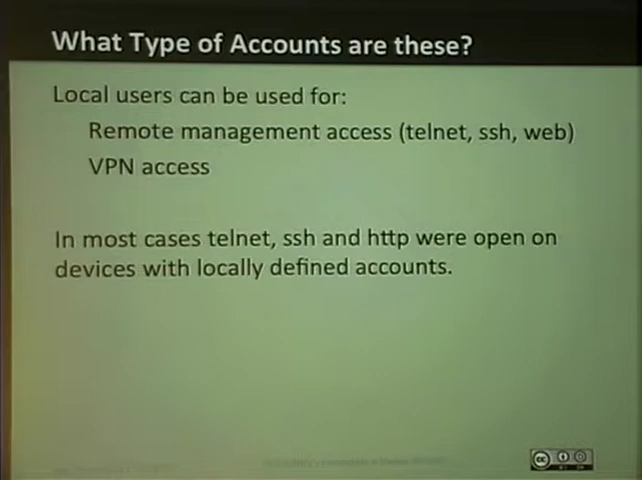 What Type of Accounts are these?
Local users can be used for:
Remote management access (telnet, ssh, web)
VPN access
In most cases telnet, ssh and http were open on
devices with locally defined accounts.